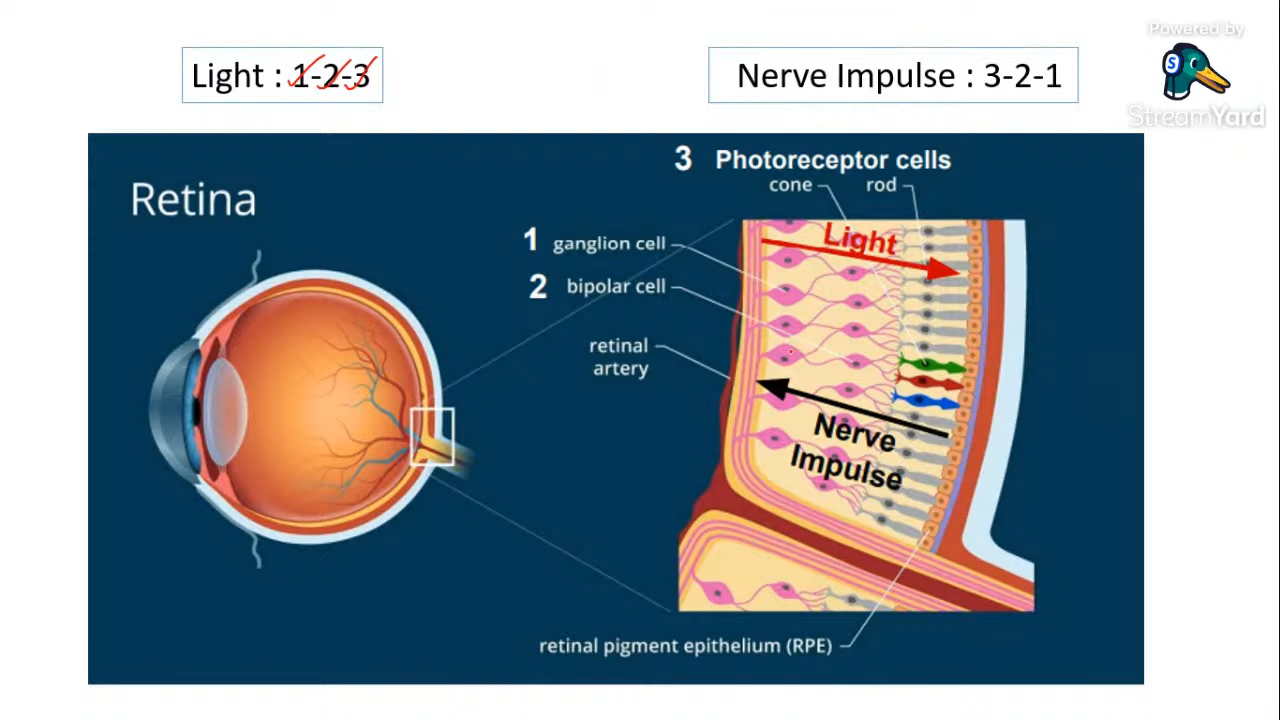 Light : 1-2-3
Nerve Impulse : 3-2-1
Powered by
S
StreamYard
Retina
3 Photoreceptor cells
cone rod
1 ganglion cell
2 bipolar cell
retinal
artery
Light
Nerve
Impulse
retinal pigment epithelium (RPE)